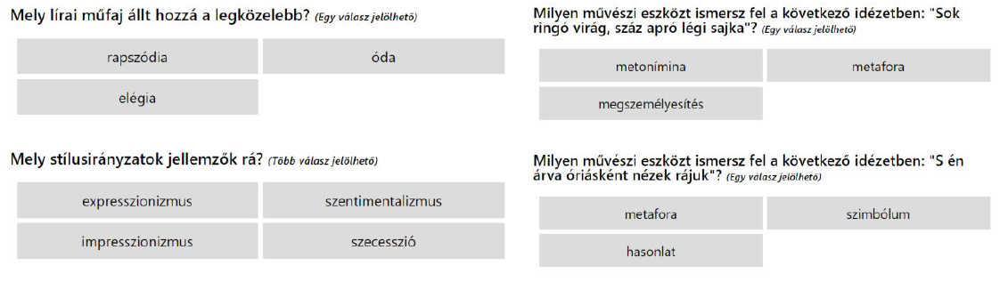 Mely lírai műfaj állt hozzá a legközelebb? (Egy válasz jelölhető)
rapszódia
óda
elégia
Mely stílusirányzatok jellemzők rá? (Több válasz jelölhető)
expresszionizmus
szentimentalizmus
impresszionizmus
szecesszió
Milyen művészi eszközt ismersz fel a következő idézetben: "Sok
ringó virág, száz apró légi sajka"? (Egy válasz jelölhető)
metonímina
metafora
megszemélyesítés
Milyen művészi eszközt ismersz fel a következő idézetben: "S én
árva óriásként nézek rájuk"? (Egy válasz jelölhető)
metafora
szimbólum
hasonlat